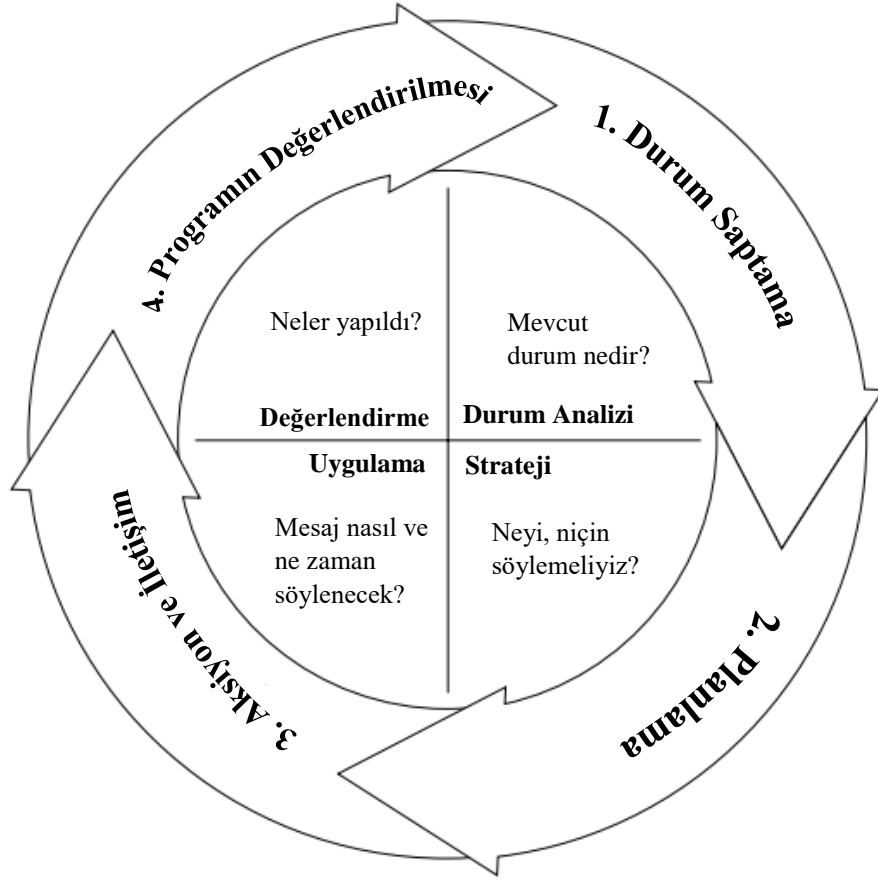 1. Durum Saptama
2. Planlama
3. Aksiyon ve İletişim
4. Programın Değerlendirilmesi
Neler yapıldı?
Değerlendirme
Mevcut
durum nedir?
Durum Analizi
Uygulama
Mesaj nasıl ve
ne zaman
söylenecek?
Strateji
Neyi, niçin
söylemeliyiz?